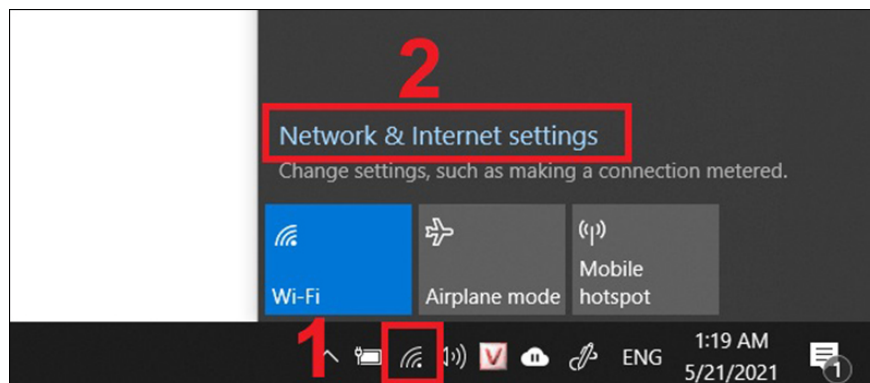 2
Network & Internet settings
Change settings, such as making a connection metered.
Wi-Fi
Airplane mode
Mobile
hotspot
1
V
ENG
1:19 AM
5/21/2021
1